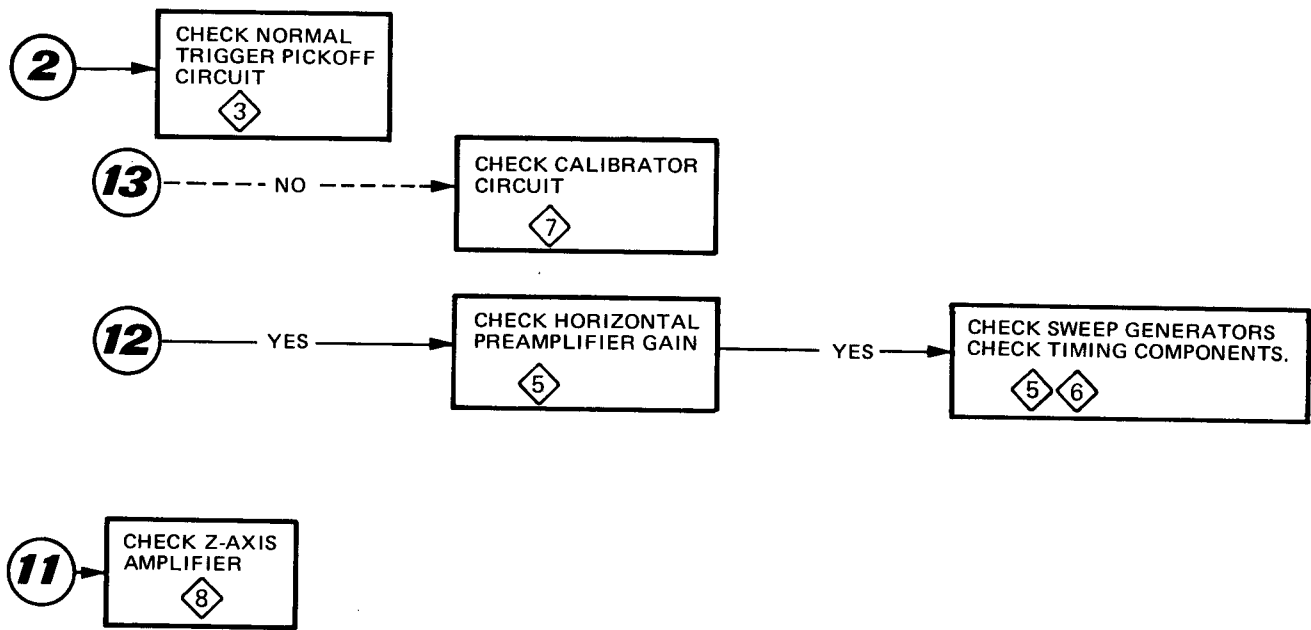 2
CHECK NORMAL
TRIGGER PICKOFF
CIRCUIT
3
13
NO
CHECK CALIBRATOR
CIRCUIT
7
12
YES
CHECK HORIZONTAL
PREAMPLIFIER GAIN
5
YES
CHECK SWEEP GENERATORS
CHECK TIMING COMPONENTS.
5 6
11
CHECK Z-AXIS
AMPLIFIER
8